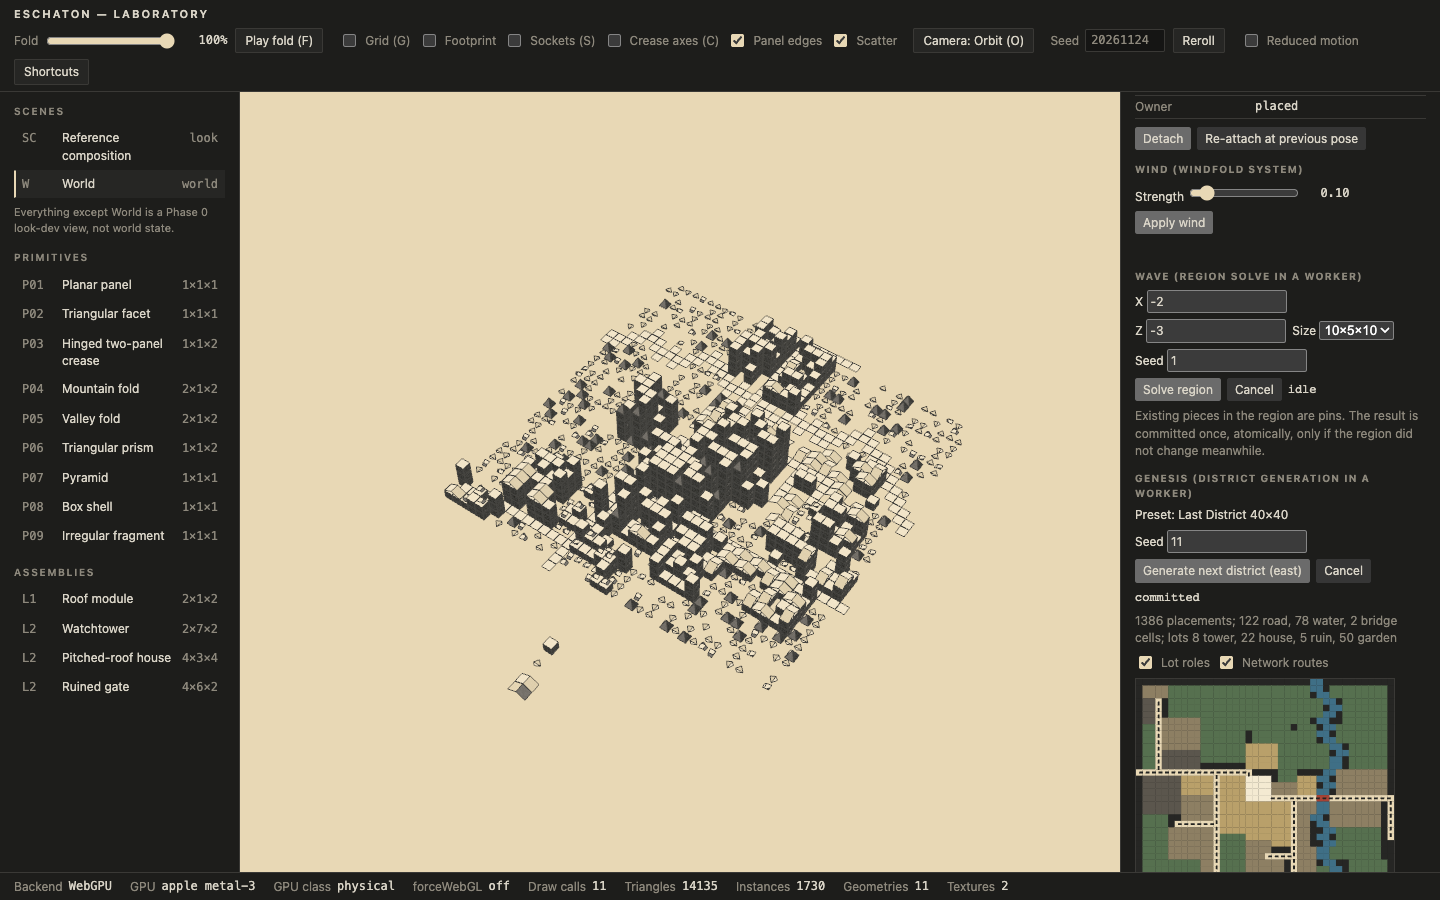 ESCHATON — LABORATORY
Fold 100% Play fold (F) Grid (G) Footprint Sockets (S) Crease axes (C) Panel edges Scatter Camera: Orbit (O) Seed 20261124 Reroll Reduced motion
Shortcuts
SCENES
SC Reference composition look
W World world
Everything except World is a Phase 0
look-dev view, not world state.
PRIMITIVES
P01 Planar panel 1×1×1
P02 Triangular facet 1×1×1
P03 Hinged two-panel crease 1×1×2
P04 Mountain fold 2×1×2
P05 Valley fold 2×1×2
P06 Triangular prism 1×1×2
P07 Pyramid 1×1×1
P08 Box shell 1×1×1
P09 Irregular fragment 1×1×1
ASSEMBLIES
L1 Roof module 2×1×2
L2 Watchtower 2×7×2
L2 Pitched-roof house 4×3×4
L2 Ruined gate 4×6×2
Owner placed
Detach Re-attach at previous pose
WIND (WINDFOLD SYSTEM)
Strength 0.10
Apply wind
WAVE (REGION SOLVE IN A WORKER)
X -2
Z -3 Size 10×5×10
Seed 1
Solve region Cancel idle
Existing pieces in the region are pins. The result is
committed once, atomically, only if the region did
not change meanwhile.
GENESIS (DISTRICT GENERATION IN A
WORKER)
Preset: Last District 40×40
Seed 11
Generate next district (east) Cancel
committed
1386 placements; 122 road, 78 water, 2 bridge
cells; lots 8 tower, 22 house, 5 ruin, 50 garden
Lot roles Network routes
Backend WebGPU GPU apple metal-3 GPU class physical forceWebGL off Draw calls 11 Triangles 14135 Instances 1730 Geometries 11 Textures 2